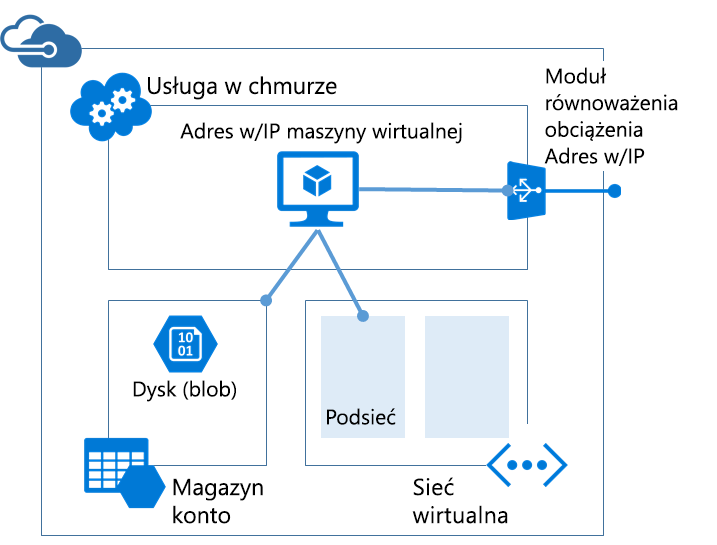 Usługa w chmurze
Moduł
równoważenia
obciążenia
Adres w/IP
Adres w/IP maszyny wirtualnej
10
01
Dysk (blob)
Podsieć
Magazyn
konto
Sieć
wirtualna